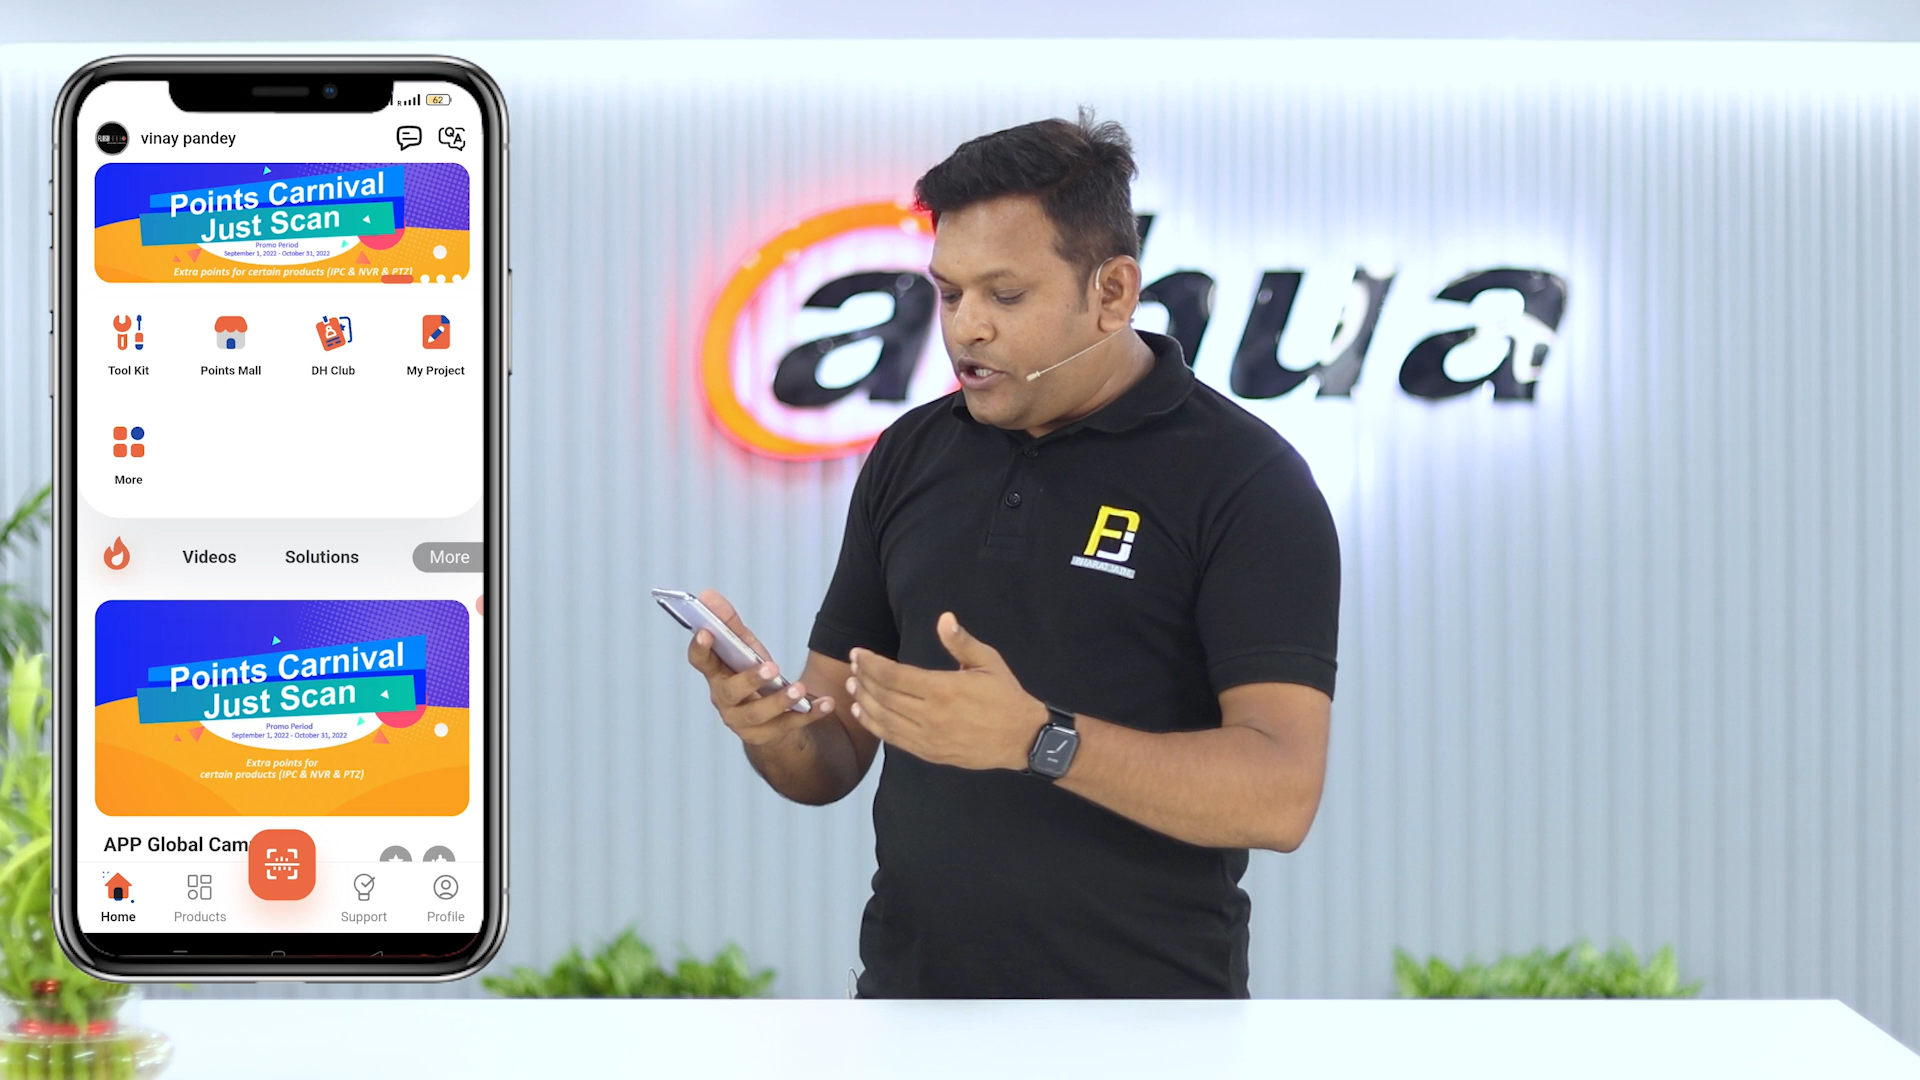 62
vinay pandey
Points Carnival
Just Scan
Promo Period
September 1, 2022 - October 31, 2022
Extra points for certain products (IPC & NVR & PTZ)
Tool Kit
Points Mall
DH Club
My Project
More
Videos
Solutions
More
Points Carnival
Just Scan
Promo Period
September 1, 2022 - October 31, 2022
Extra points for
certain products (IPC & NVR & PTZ)
APP Global Cam
Home
Products
Support
Profile
BHARAT JAIN